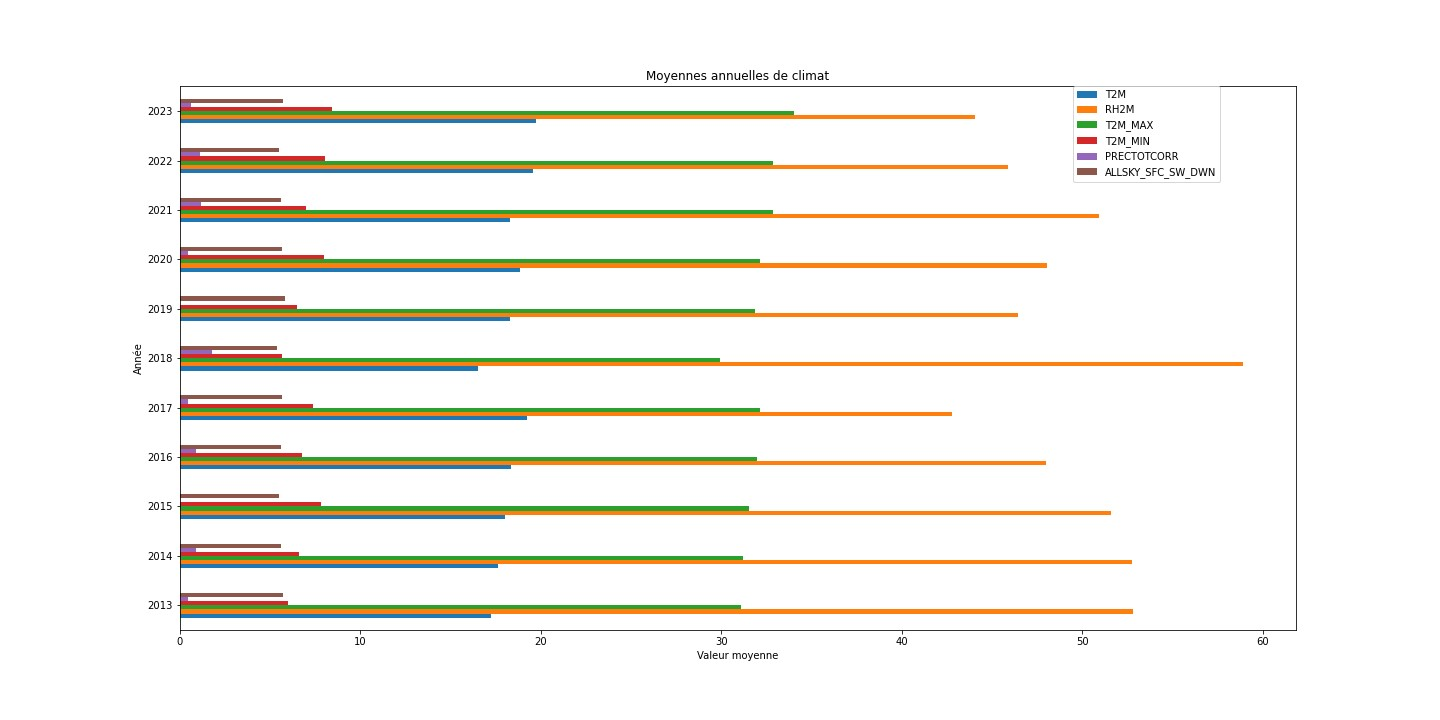 Moyennes annuelles de climat
T2M
RH2M
T2M_MAX
T2M_MIN
PRECTOTCORR
ALLSKY_SFC_SW_DWN
2023
2022
2021
2020
2019
2018
2017
2016
2015
2014
2013
Année
0 10 20 30 40 50 60
Valeur moyenne